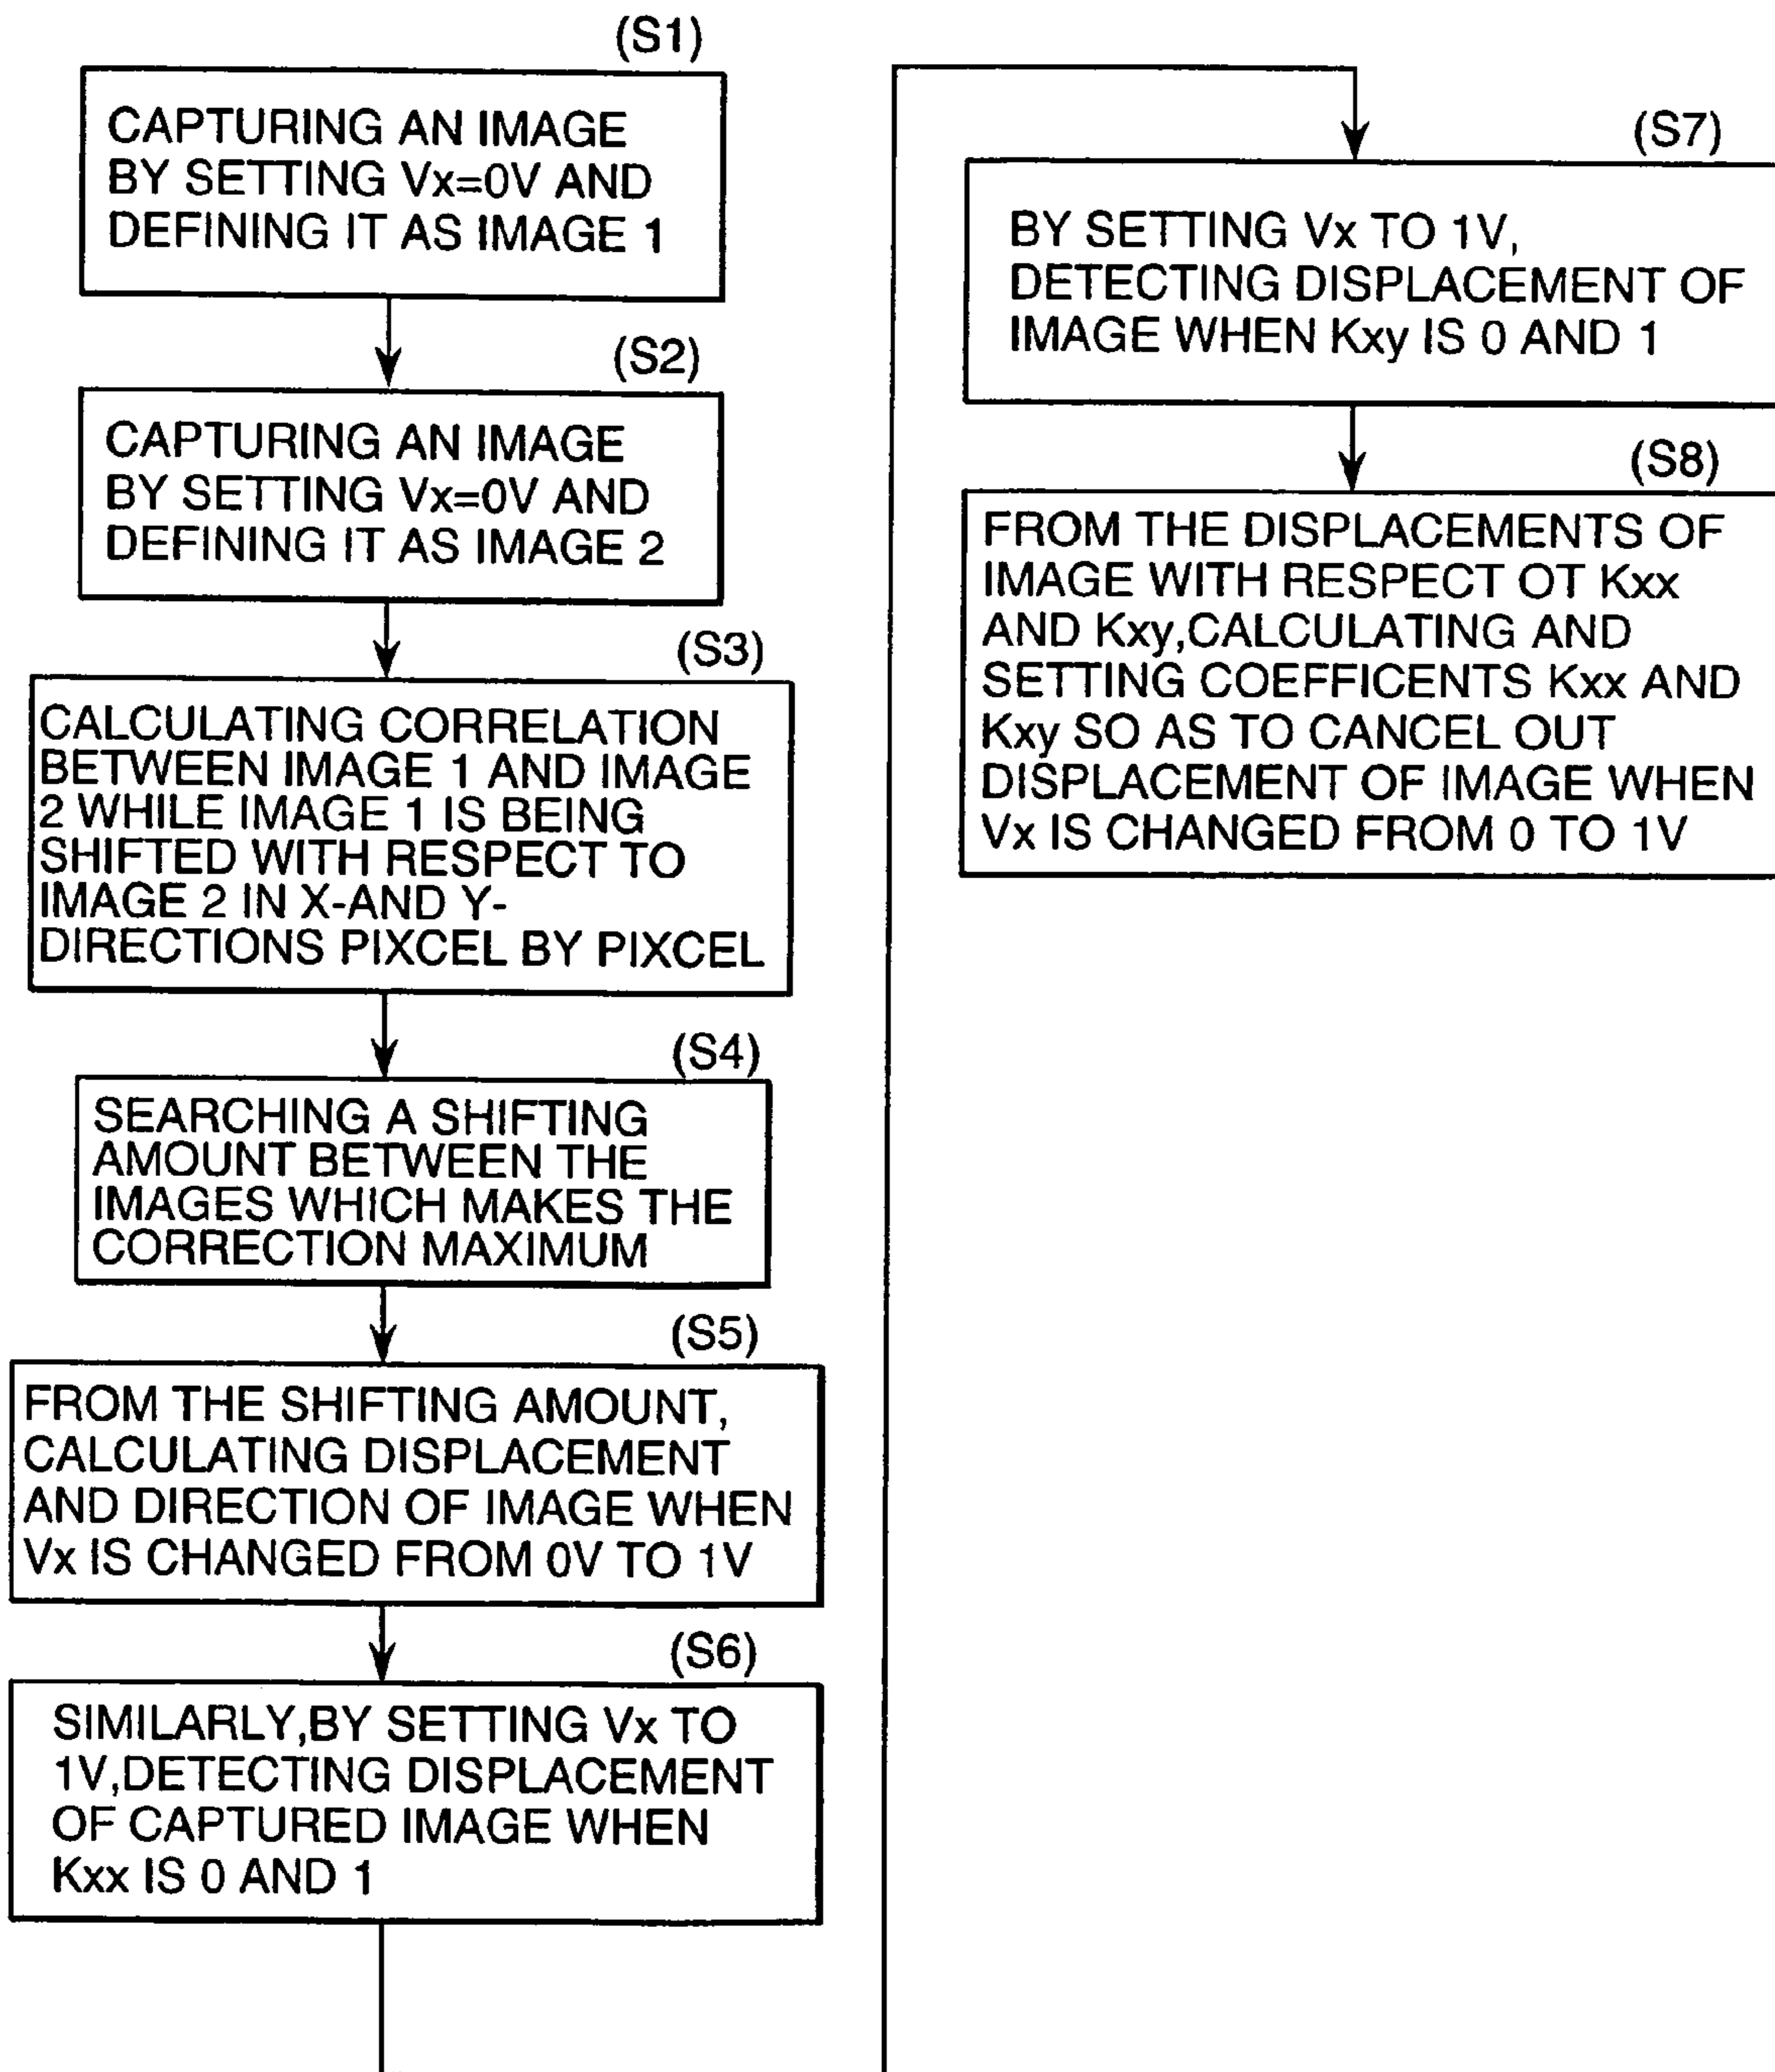 (S1)
CAPTURING AN IMAGE
BY SETTING Vx=0V AND
DEFINING IT AS IMAGE 1
(S2)
CAPTURING AN IMAGE
BY SETTING Vx=0V AND
DEFINING IT AS IMAGE 2
(S3)
CALCULATING CORRELATION
BETWEEN IMAGE 1 AND IMAGE
2 WHILE IMAGE 1 IS BEING
SHIFTED WITH RESPECT TO
IMAGE 2 IN X-AND Y-
DIRECTIONS PIXCEL BY PIXCEL
(S4)
SEARCHING A SHIFTING
AMOUNT BETWEEN THE
IMAGES WHICH MAKES THE
CORRECTION MAXIMUM
(S5)
FROM THE SHIFTING AMOUNT,
CALCULATING DISPLACEMENT
AND DIRECTION OF IMAGE WHEN
Vx IS CHANGED FROM 0V TO 1V
(S6)
SIMILARLY,BY SETTING Vx TO
1V,DETECTING DISPLACEMENT
OF CAPTURED IMAGE WHEN
Kxx IS 0 AND 1
(S7)
BY SETTING Vx TO 1V,
DETECTING DISPLACEMENT OF
IMAGE WHEN Kxy IS 0 AND 1
(S8)
FROM THE DISPLACEMENTS OF
IMAGE WITH RESPECT OT Kxx
AND Kxy,CALCULATING AND
SETTING COEFFICENTS Kxx AND
Kxy SO AS TO CANCEL OUT
DISPLACEMENT OF IMAGE WHEN
Vx IS CHANGED FROM 0 TO 1V